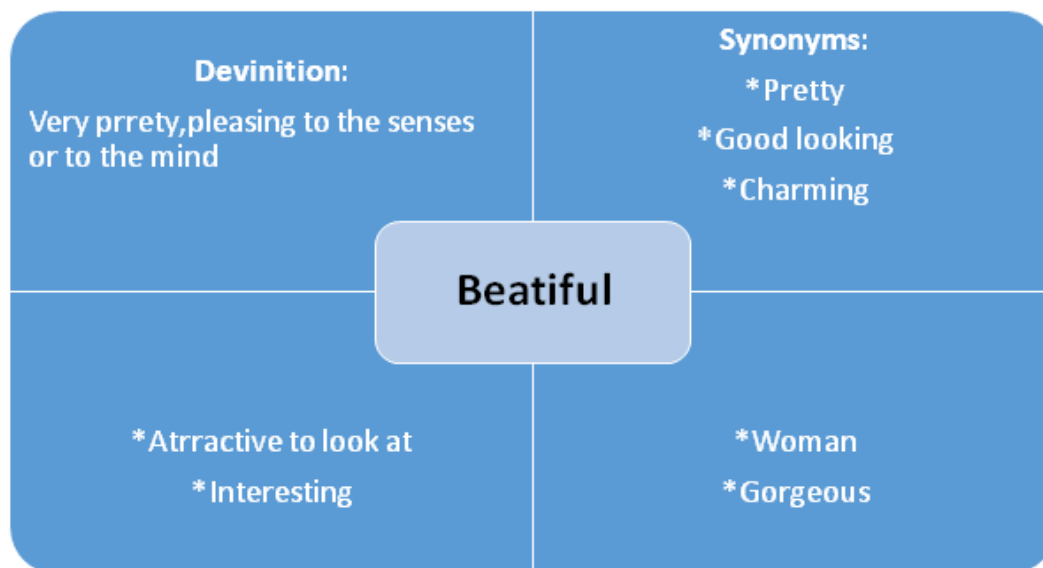 Devinition:
Very prrety,pleasing to the senses
or to the mind
Synonyms:
*Pretty
*Good looking
*Charming
Beatiful
*Atrractive to look at
*Interesting
*Woman
*Gorgeous